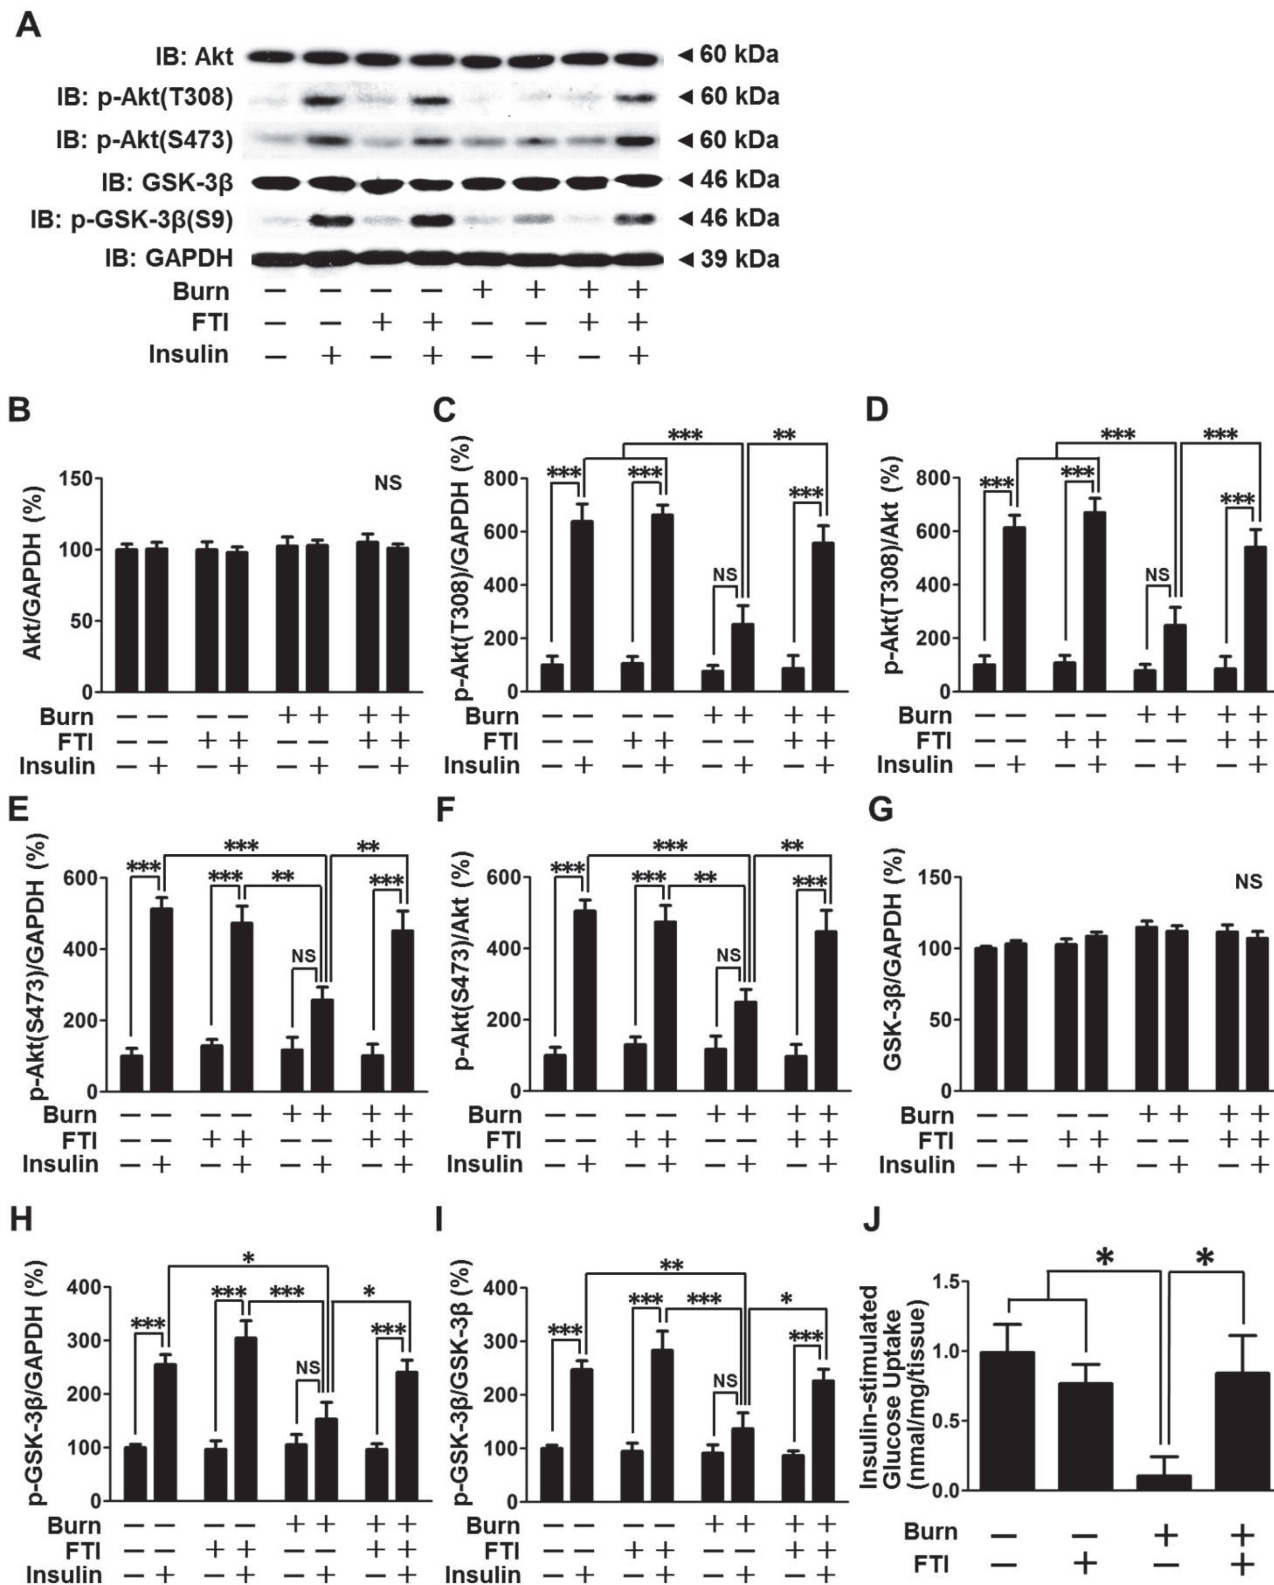 A
IB: Akt ◄ 60 kDa
IB: p-Akt(T308) ◄ 60 kDa
IB: p-Akt(S473) ◄ 60 kDa
IB: GSK-3β ◄ 46 kDa
IB: p-GSK-3β(S9) ◄ 46 kDa
IB: GAPDH ◄ 39 kDa
Burn − − − − + + + +
FTI − − + + − − + +
Insulin − + − + − + − +
B
Akt/GAPDH (%)
150
100
50
0
NS
Burn − − − − + + + +
FTI − − + + − − + +
Insulin − + − + − + − +
C
p-Akt(T308)/GAPDH (%)
800
600
400
200
0
*** **
*** *** NS ***
Burn − − − − + + + +
FTI − − + + − − + +
Insulin − + − + − + − +
D
p-Akt(T308)/Akt (%)
800
600
400
200
0
*** ***
*** *** NS ***
Burn − − − − + + + +
FTI − − + + − − + +
Insulin − + − + − + − +
E
p-Akt(S473)/GAPDH (%)
600
400
200
0
*** **
*** *** ** NS ***
Burn − − − − + + + +
FTI − − + + − − + +
Insulin − + − + − + − +
F
p-Akt(S473)/Akt (%)
600
400
200
0
*** **
*** *** ** NS ***
Burn − − − − + + + +
FTI − − + + − − + +
Insulin − + − + − + − +
G
GSK-3β/GAPDH (%)
150
100
50
0
NS
Burn − − − − + + + +
FTI − − + + − − + +
Insulin − + − + − + − +
H
p-GSK-3β/GAPDH (%)
400
300
200
100
0
*
*** *** *** NS * ***
Burn − − − − + + + +
FTI − − + + − − + +
Insulin − + − + − + − +
I
p-GSK-3β/GSK-3β (%)
400
300
200
100
0
**
*** *** *** NS * ***
Burn − − − − + + + +
FTI − − + + − − + +
Insulin − + − + − + − +
J
Insulin-stimulated
Glucose Uptake
(nmal/mg/tissue)
1.5
1.0
0.5
0.0
* *
Burn − − + +
FTI − + − +